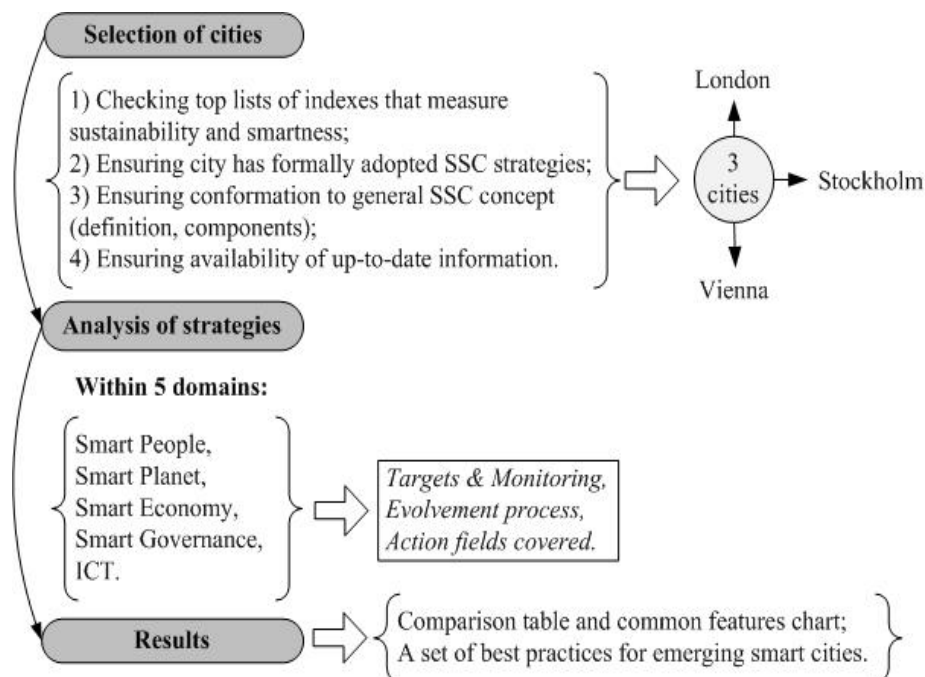 Selection of cities
1) Checking top lists of indexes that measure
sustainability and smartness;
2) Ensuring city has formally adopted SSC strategies;
3) Ensuring conformation to general SSC concept
(definition, components);
4) Ensuring availability of up-to-date information.
London
3
cities
Stockholm
Vienna
Analysis of strategies
Within 5 domains:
Smart People,
Smart Planet,
Smart Economy,
Smart Governance,
ICT.
Targets & Monitoring,
Evolvement process,
Action fields covered.
Results
Comparison table and common features chart;
A set of best practices for emerging smart cities.